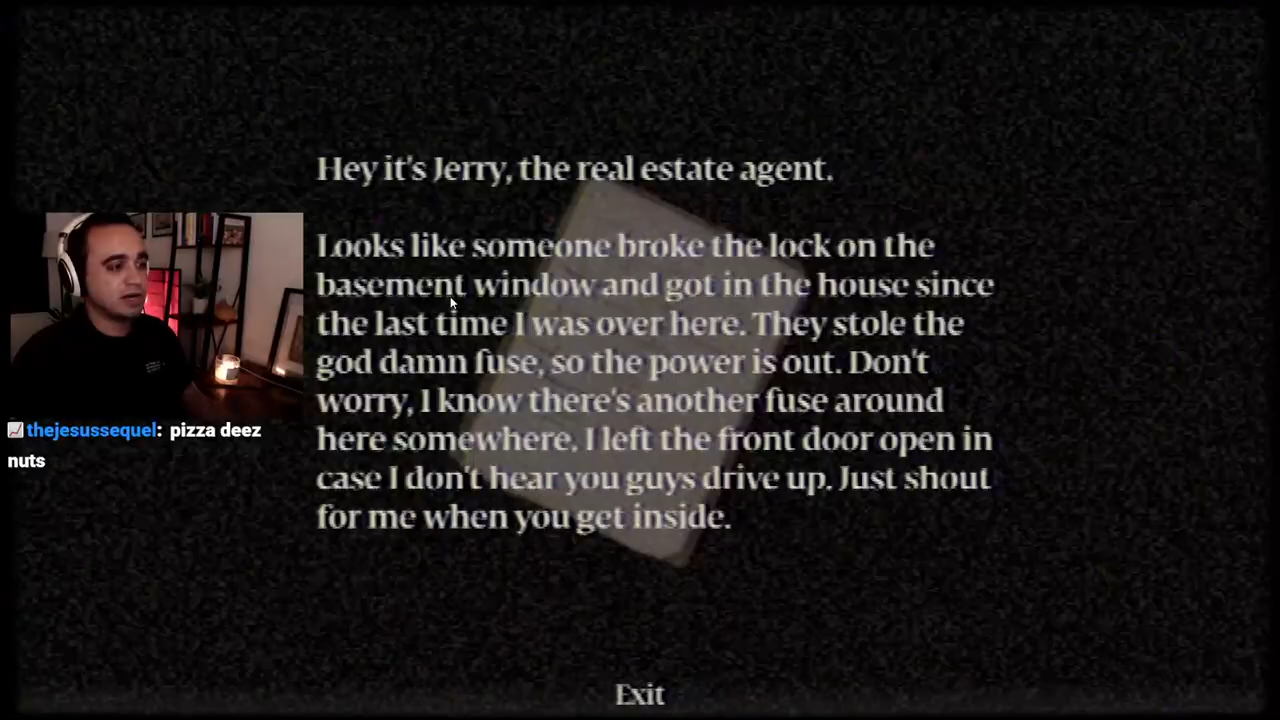 Hey it's Jerry, the real estate agent.
Looks like someone broke the lock on the
basement window and got in the house since
the last time I was over here. They stole the
god damn fuse, so the power is out. Don't
worry, I know there's another fuse around
here somewhere. I left the front door open in
case I don't hear you guys drive up. Just shout
for me when you get inside.
thejesussequel: pizza deez
nuts
Exit